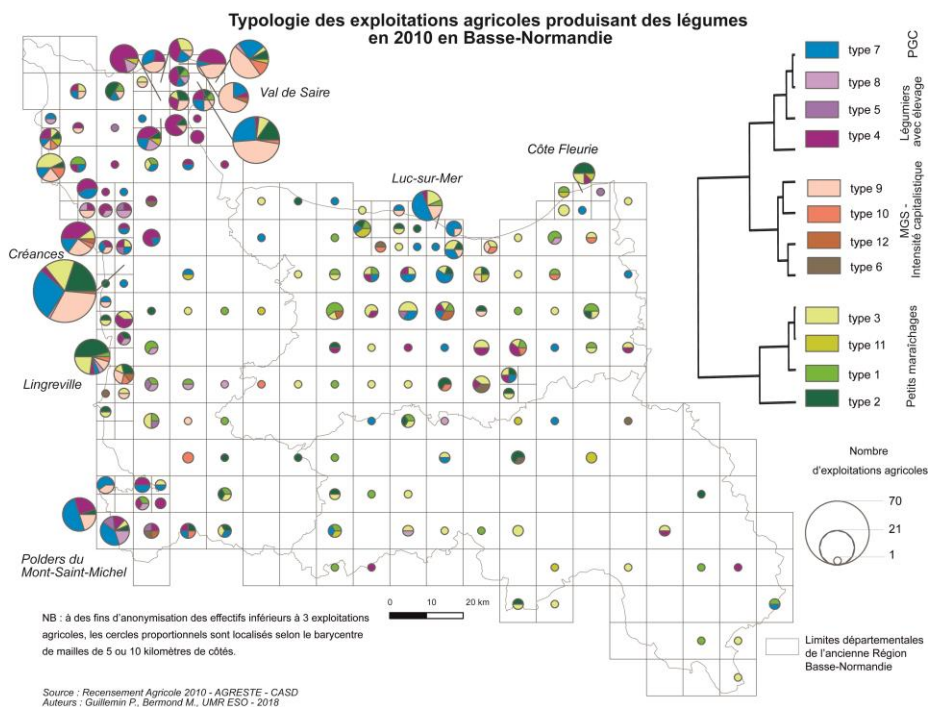 Typologie des exploitations agricoles produisant des légumes
en 2010 en Basse-Normandie
Val de Saire
Côte Fleurie
Luc-sur-Mer
Créances
Lingreville
Polders du
Mont-Saint-Michel
type 7
type 8
type 5
type 4
type 9
type 10
type 12
type 6
type 3
type 11
type 1
type 2
PGC
Légumiers
avec élevage
MGS -
Intensité capitalistique
Petits maraîchages
Nombre
d'exploitations agricoles
70
21
1
0 10 20 km
NB : à des fins d'anonymisation des effectifs inférieurs à 3 exploitations
agricoles, les cercles proportionnels sont localisés selon le barycentre
de mailles de 5 ou 10 kilomètres de côtés.
Limites départementales
de l'ancienne Région
Basse-Normandie
Source : Recensement Agricole 2010 - AGRESTE - CASD
Auteurs : Guillemin P., Bermond M., UMR ESO - 2018